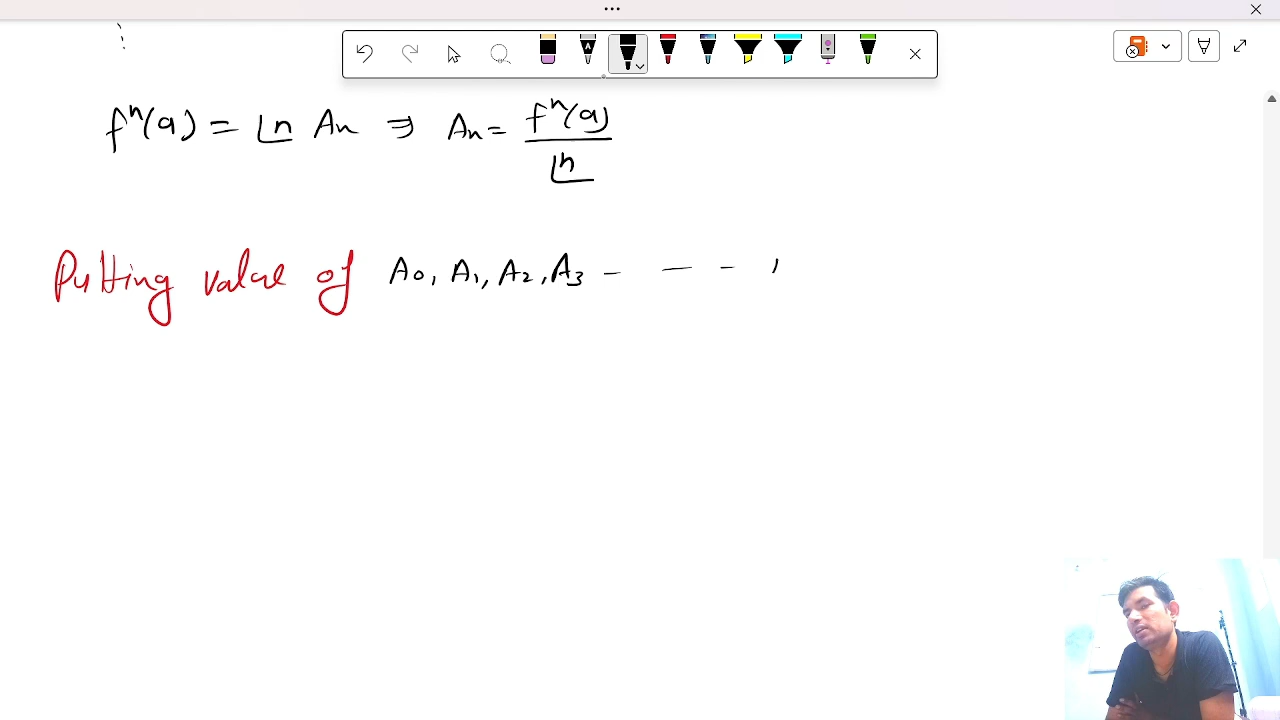 fⁿ(a) = ⌊n Aₙ ⇒ Aₙ = fⁿ(a) / ⌊n
Putting value of A₀, A₁, A₂, A₃ - - - ,